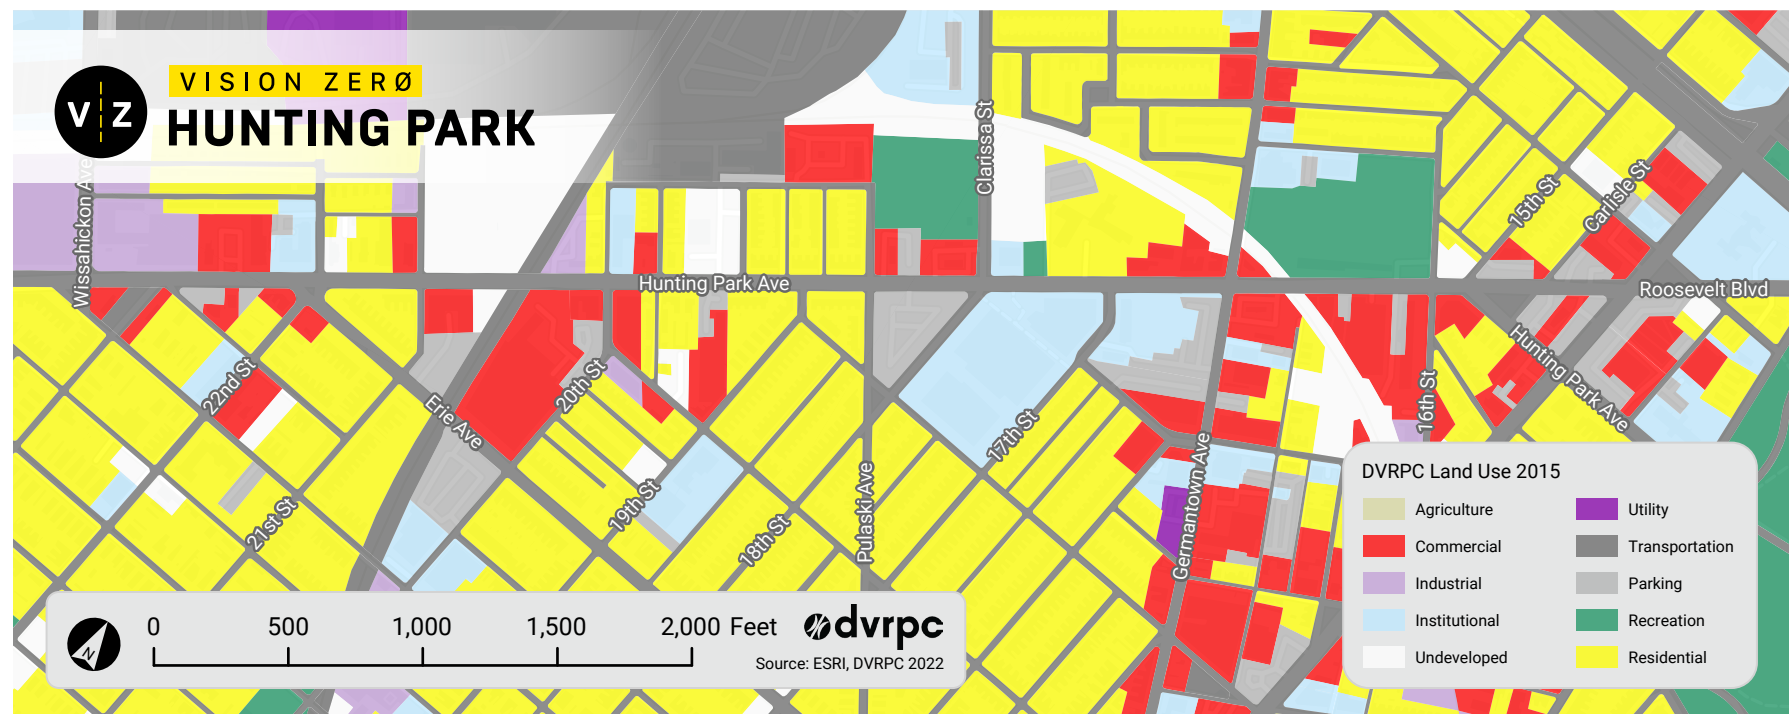 V Z
VISION ZERØ
HUNTING PARK
Wissahickon Ave
Clarissa St
15th St
Carlisle St
Hunting Park Ave
Roosevelt Blvd
22nd St
Erie Ave
20th St
17th St
16th St
Hunting Park Ave
21st St
19th St
18th St
Pulaski Ave
Germantown Ave
DVRPC Land Use 2015
Agriculture
Commercial
Industrial
Institutional
Undeveloped
Utility
Transportation
Parking
Recreation
Residential
N
0 500 1,000 1,500 2,000 Feet
dvrpc
Source: ESRI, DVRPC 2022